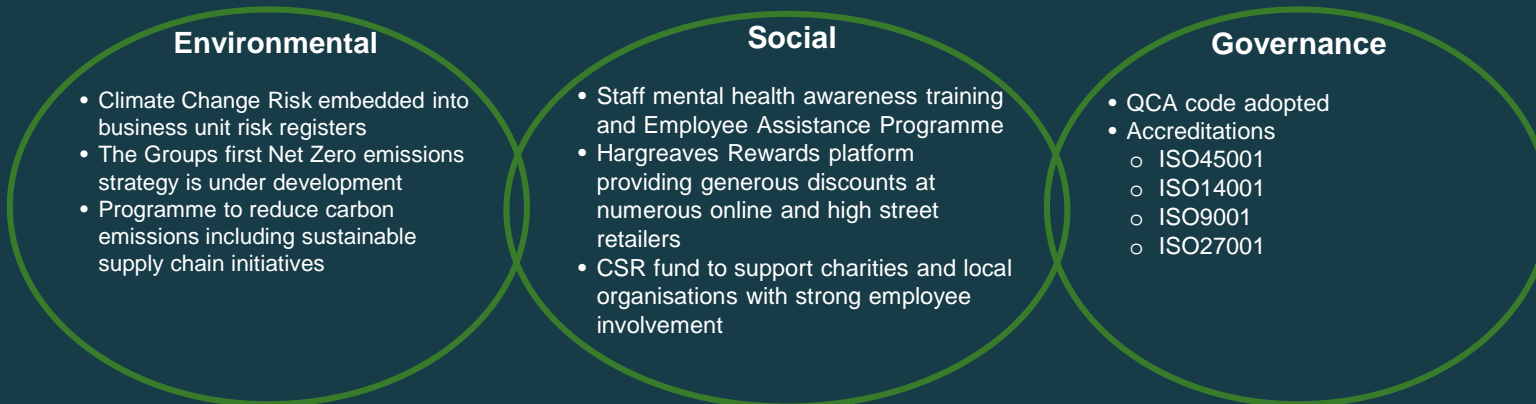 Environmental
• Climate Change Risk embedded into
business unit risk registers
• The Groups first Net Zero emissions
strategy is under development
• Programme to reduce carbon
emissions including sustainable
supply chain initiatives
Social
• Staff mental health awareness training
and Employee Assistance Programme
• Hargreaves Rewards platform
providing generous discounts at
numerous online and high street
retailers
• CSR fund to support charities and local
organisations with strong employee
involvement
Governance
• QCA code adopted
• Accreditations
o ISO45001
o ISO14001
o ISO9001
o ISO27001